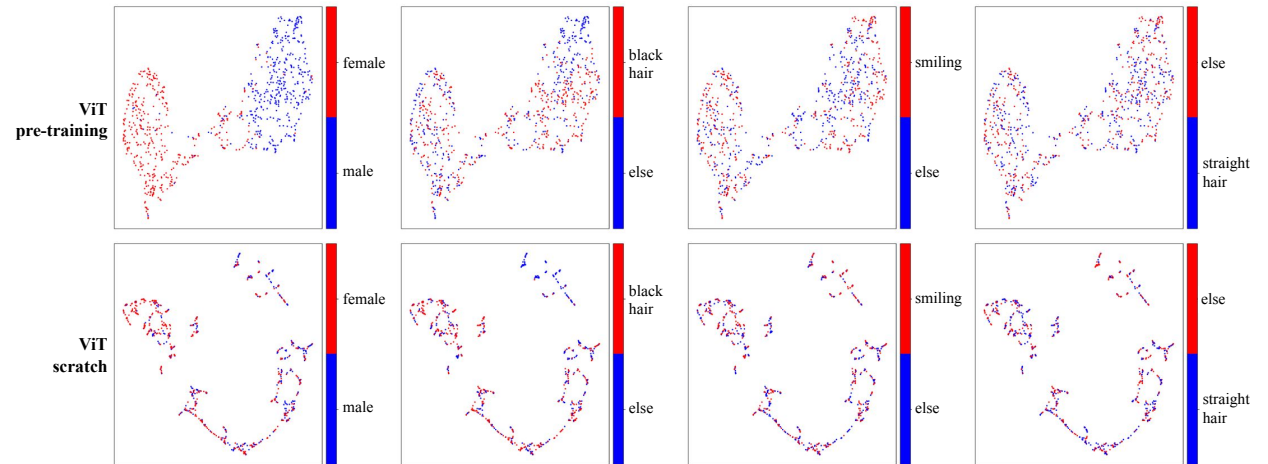 ViT
pre-training
female
male
black
hair
else
smiling
else
else
straight
hair
ViT
scratch
female
male
black
hair
else
smiling
else
else
straight
hair